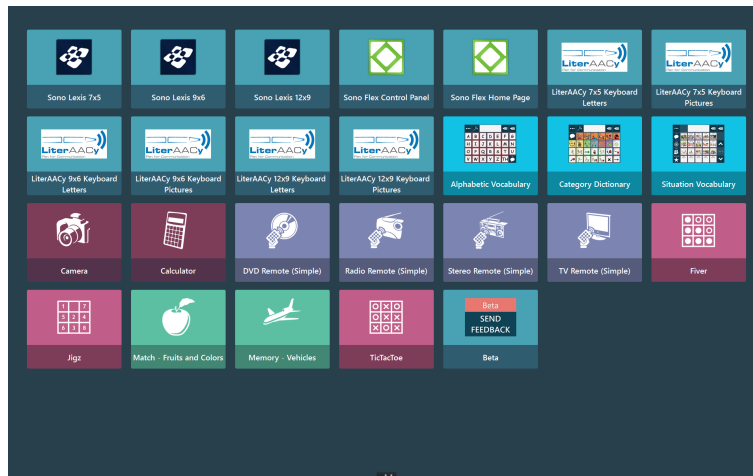 Sono Lexis 7x5
Sono Lexis 9x6
Sono Lexis 12x9
Sono Flex Control Panel
Sono Flex Home Page
LiterAACy
LiterAACy 7x5 Keyboard
Letters
LiterAACy
LiterAACy 7x5 Keyboard
Pictures
LiterAACy
LiterAACy 9x6 Keyboard
Letters
LiterAACy
LiterAACy 9x6 Keyboard
Pictures
LiterAACy
LiterAACy 12x9 Keyboard
Letters
LiterAACy
LiterAACy 12x9 Keyboard
Pictures
Alphabetic Vocabulary
Category Dictionary
Situation Vocabulary
Camera
Calculator
DVD Remote (Simple)
Radio Remote (Simple)
Stereo Remote (Simple)
TV Remote (Simple)
Fiver
1 7
5 2 4
6 3 8
Jigz
Match - Fruits and Colors
Memory - Vehicles
TicTacToe
Beta
SEND
FEEDBACK
Beta